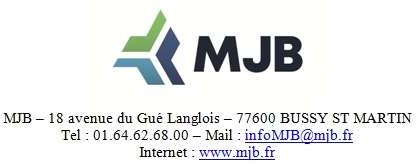 MJB
MJB – 18 avenue du Gué Langlois – 77600 BUSSY ST MARTIN
Tel : 01.64.62.68.00 – Mail : infoMJB@mjb.fr
Internet : www.mjb.fr